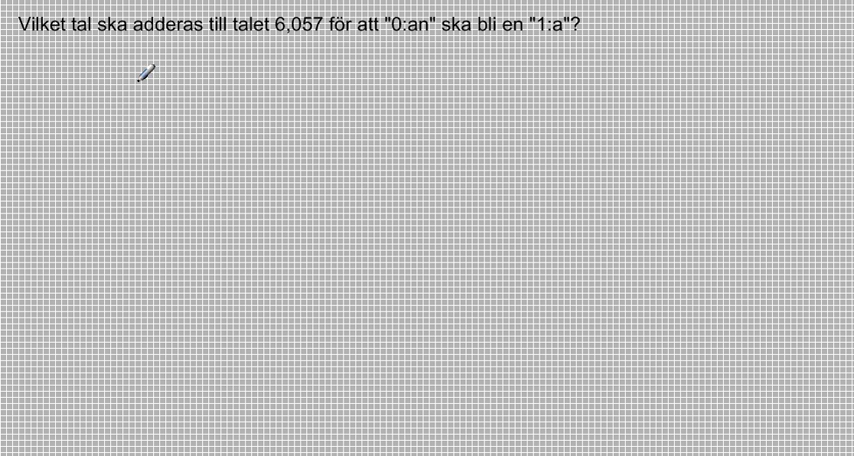 Vilket tal ska adderas till talet 6,057 för att "0:an" ska bli en "1:a"?